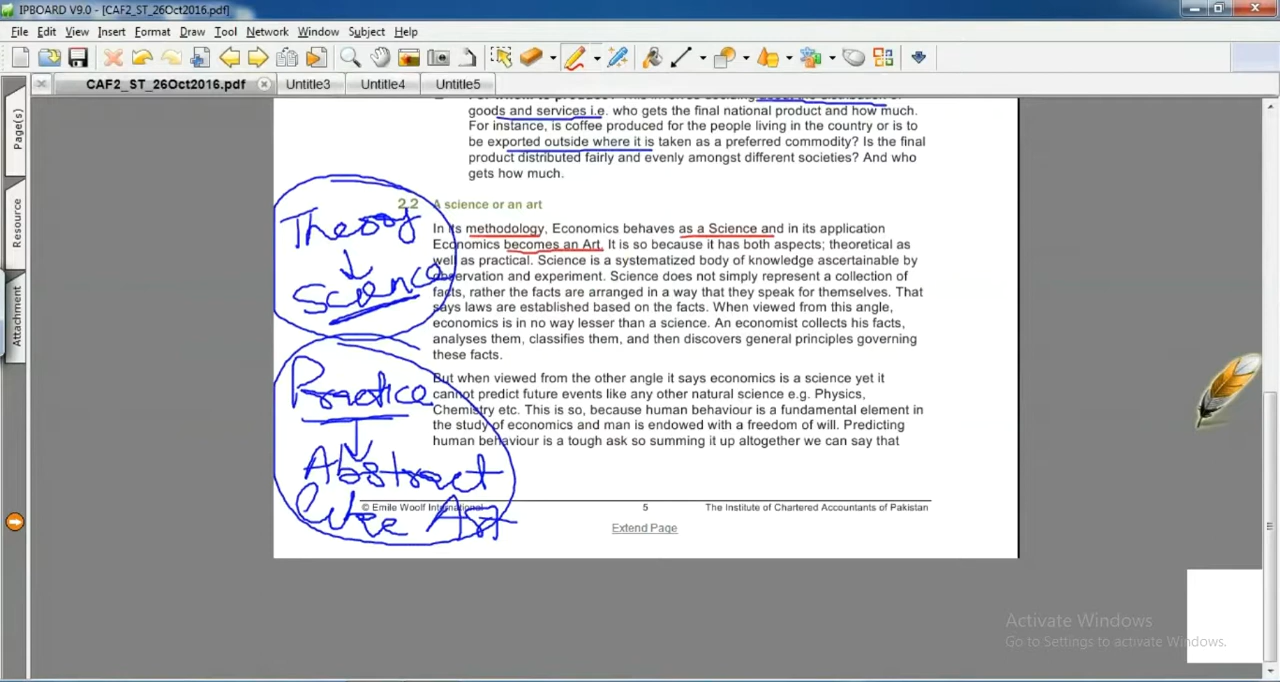 IPBOARD V9.0 - [CAF2_ST_26Oct2016.pdf]
File Edit View Insert Format Draw Tool Network Window Subject Help
CAF2_ST_26Oct2016.pdf Untitle3 Untitle4 Untitle5
Page(s)
Resource
Attachment
goods and services i.e. who gets the final national product and how much.
For instance, is coffee produced for the people living in the country or is to
be exported outside where it is taken as a preferred commodity? Is the final
product distributed fairly and evenly amongst different societies? And who
gets how much.
2.2 A science or an art
In its methodology, Economics behaves as a Science and in its application
Economics becomes an Art. It is so because it has both aspects; theoretical as
well as practical. Science is a systematized body of knowledge ascertainable by
observation and experiment. Science does not simply represent a collection of
facts, rather the facts are arranged in a way that they speak for themselves. That
says laws are established based on the facts. When viewed from this angle,
economics is in no way lesser than a science. An economist collects his facts,
analyses them, classifies them, and then discovers general principles governing
these facts.
But when viewed from the other angle it says economics is a science yet it
cannot predict future events like any other natural science e.g. Physics,
Chemistry etc. This is so, because human behaviour is a fundamental element in
the study of economics and man is endowed with a freedom of will. Predicting
human behaviour is a tough ask so summing it up altogether we can say that
Theory
Science
Practice
Abstract
like Art
© Emile Woolf International 5 The Institute of Chartered Accountants of Pakistan
Extend Page
Activate Windows
Go to Settings to activate Windows.